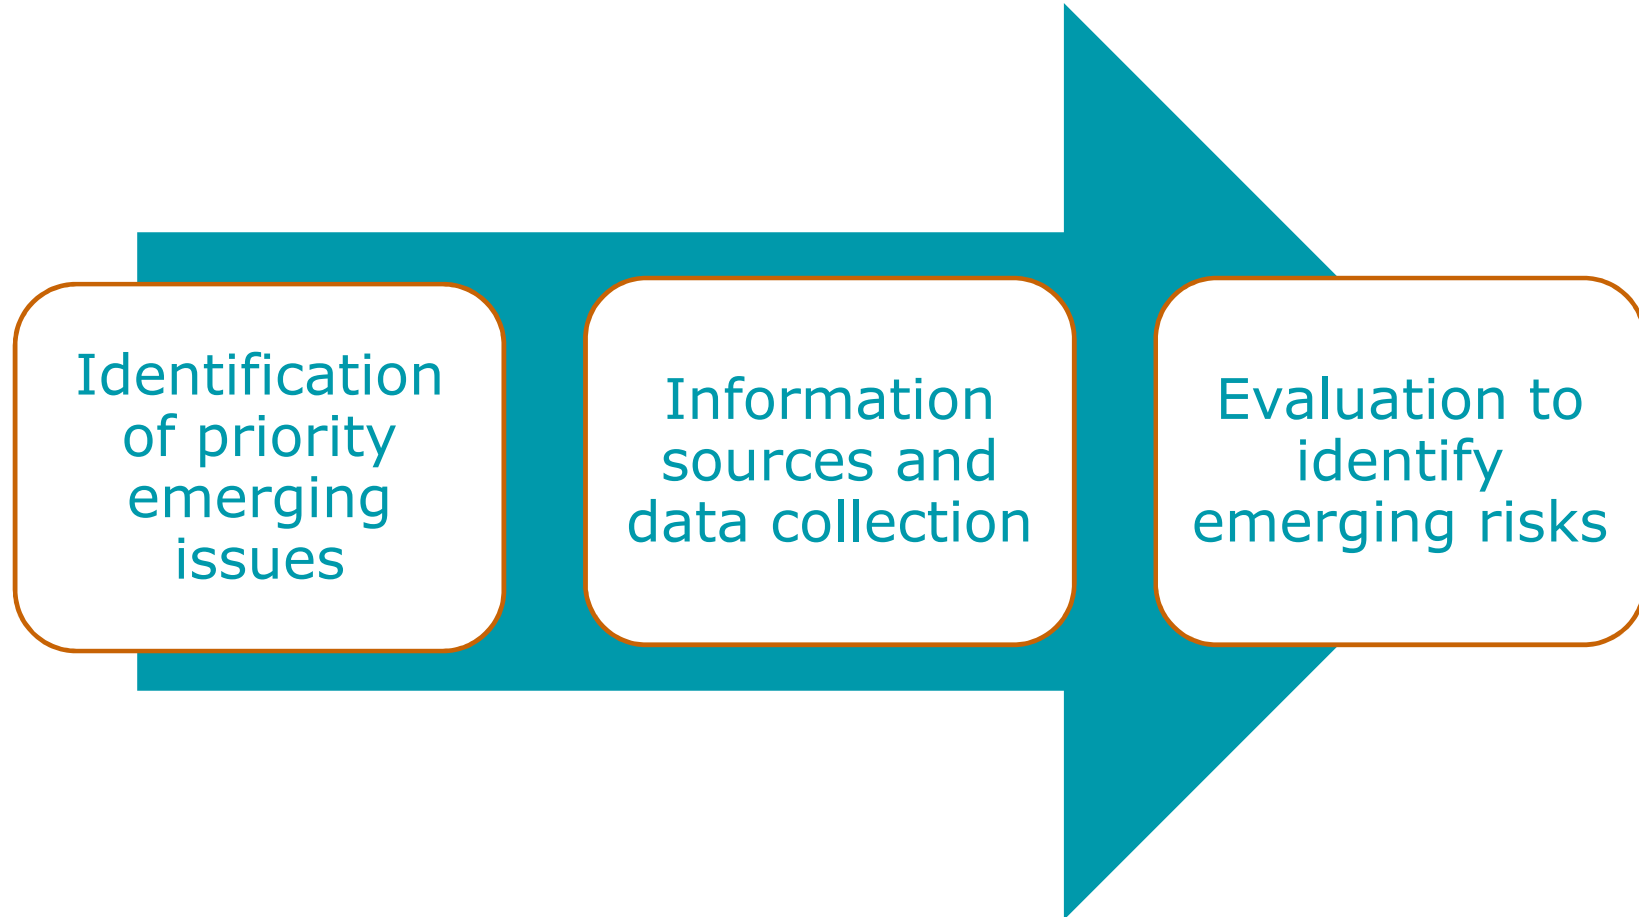 Identification
of priority
emerging
issues
Information
sources and
data collection
Evaluation to
identify
emerging risks